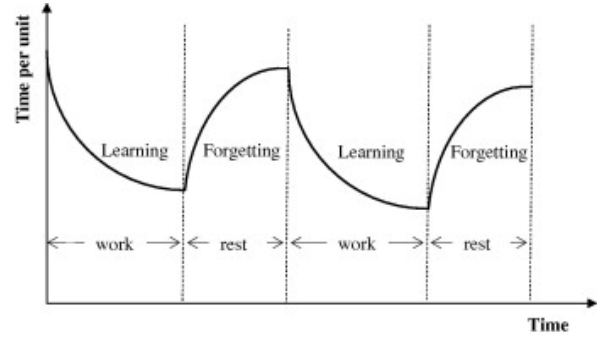 Time per unit
Learning
Forgetting
Learning
Forgetting
work
rest
work
rest
Time